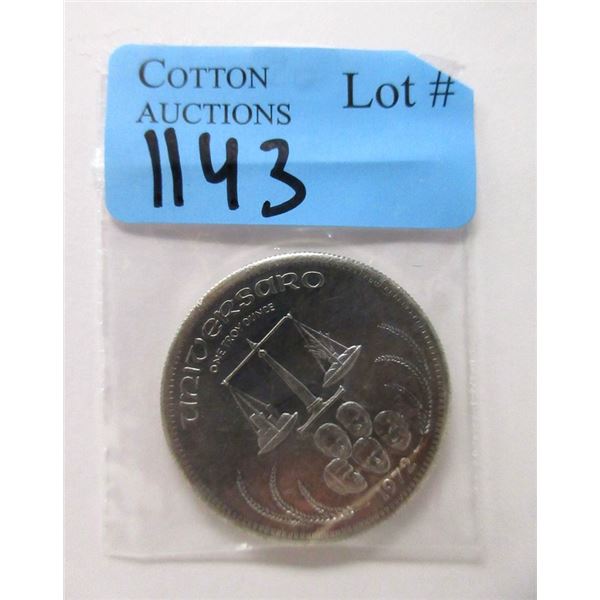 COTTON
AUCTIONS
Lot #
1143
UNIVERSARO
ONE TROY OUNCE
1972